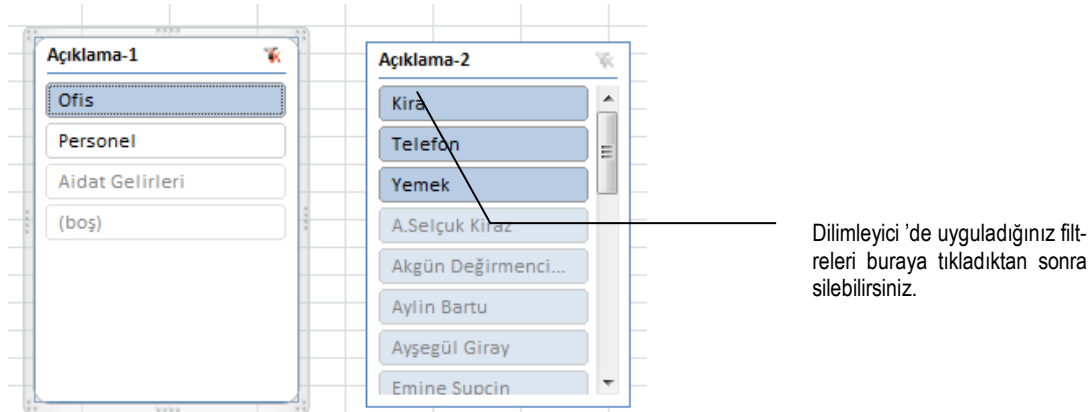 Açıklama-1
Ofis
Personel
Aidat Gelirleri
(boş)
Açıklama-2
Kira
Telefon
Yemek
A.Selçuk Kiraz
Akgün Değirmenci...
Aylin Bartu
Ayşegül Giray
Emine Supcin
Dilimleyici 'de uyguladığınız filt-
releri buraya tıkladıktan sonra
silebilirsiniz.